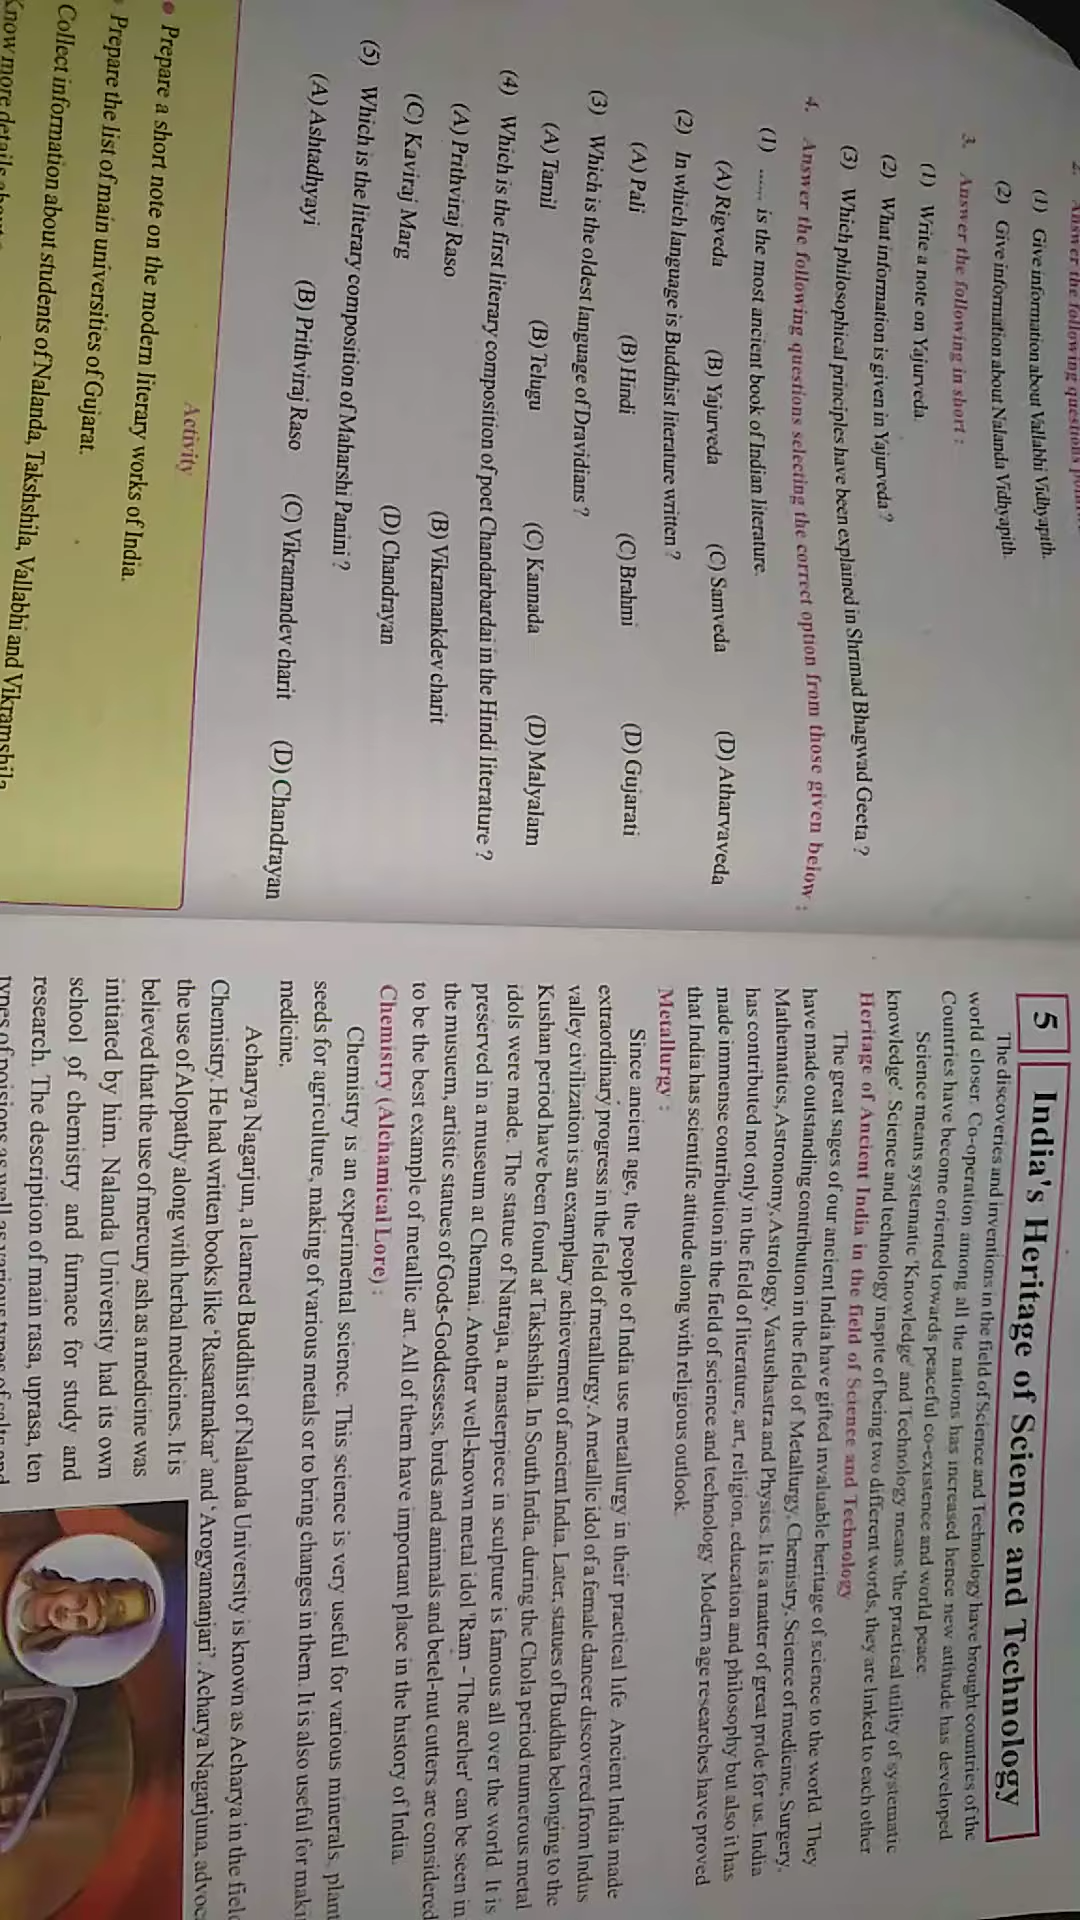 2. Answer the following questions
(1) Give information about Vallabhi Vidhyapith.
(2) Give information about Nalanda Vidhyapith.
3. Answer the following in short :
(1) Write a note on Yajurveda.
(2) What information is given in Yajurveda ?
(3) Which philosophical principles have been explained in Shrimad Bhagwad Geeta ?
4. Answer the following questions selecting the correct option from those given below :
(1) ...... is the most ancient book of Indian literature.
(A) Rigveda (B) Yajurveda (C) Samveda (D) Atharvaveda
(2) In which language is Buddhist literature written ?
(A) Pali (B) Hindi (C) Brahmi (D) Gujarati
(3) Which is the oldest language of Dravidians ?
(A) Tamil (B) Telugu (C) Kannada (D) Malyalam
(4) Which is the first literary composition of poet Chandarbardai in the Hindi literature ?
(A) Prithviraj Raso (B) Vikramankdev charit
(C) Kaviraj Marg (D) Chandrayan
(5) Which is the literary composition of Maharshi Panini ?
(A) Ashtadhyayi (B) Prithviraj Raso (C) Vikramandev charit (D) Chandrayan
Activity
• Prepare a short note on the modern literary works of India.
Prepare the list of main universities of Gujarat.
Collect information about students of Nalanda, Takshshila, Vallabhi and Vikramshila
Know more details about
5 India's Heritage of Science and Technology
The discoveries and inventions in the field of Science and Technology have brought countries of the
world closer. Co-operation among all the nations has increased hence new attitude has developed
Countries have become oriented towards peaceful co-existence and world peace.
Science means systematic 'Knowledge' and Technology means 'the practical utility of systematic
knowledge'. Science and technology inspite of being two different words, they are linked to each other
Heritage of Ancient India in the field of Science and Technology
The great sages of our ancient India have gifted invaluable heritage of science to the world. They
have made outstanding contribution in the field of Metallurgy, Chemistry, Science of medicine, Surgery,
Mathematics, Astronomy, Astrology, Vastushastra and Physics. It is a matter of great pride for us. India
has contributed not only in the field of literature, art, religion, education and philosophy but also it has
made immense contribution in the field of science and technology. Modern age researches have proved
that India has scientific attitude along with religious outlook.
Metallurgy :
Since ancient age, the people of India use metallurgy in their practical life. Ancient India made
extraordinary progress in the field of metallurgy. A metallic idol of a female dancer discovered from Indus
valley civilization is an examplary achievement of ancient India. Later, statues of Buddha belonging to the
Kushan period have been found at Takshshila. In South India, during the Chola period numerous metal
idols were made. The statue of Natraja, a masterpiece in sculpture is famous all over the world. It is
preserved in a museum at Chennai. Another well-known metal idol 'Ram - The archer' can be seen in
the musuem, artistic statues of Gods-Goddessess, birds and animals and betel-nut cutters are considered
to be the best example of metallic art. All of them have important place in the history of India.
Chemistry (Alchamical Lore) :
Chemistry is an experimental science. This science is very useful for various minerals, plant
seeds for agriculture, making of various metals or to bring changes in them. It is also useful for maki
medicine.
Acharya Nagarjun, a learned Buddhist of Nalanda University is known as Acharya in the field
Chemistry. He had written books like 'Rasaratnakar' and 'Arogyamanjari'. Acharya Nagarjuna, advoc
the use of Alopathy along with herbal medicines. It is
believed that the use of mercury ash as a medicine was
initiated by him. Nalanda University had its own
school of chemistry and furnace for study and
research. The description of main rasa, uprasa, ten
types of poisions as well as various types of salts and